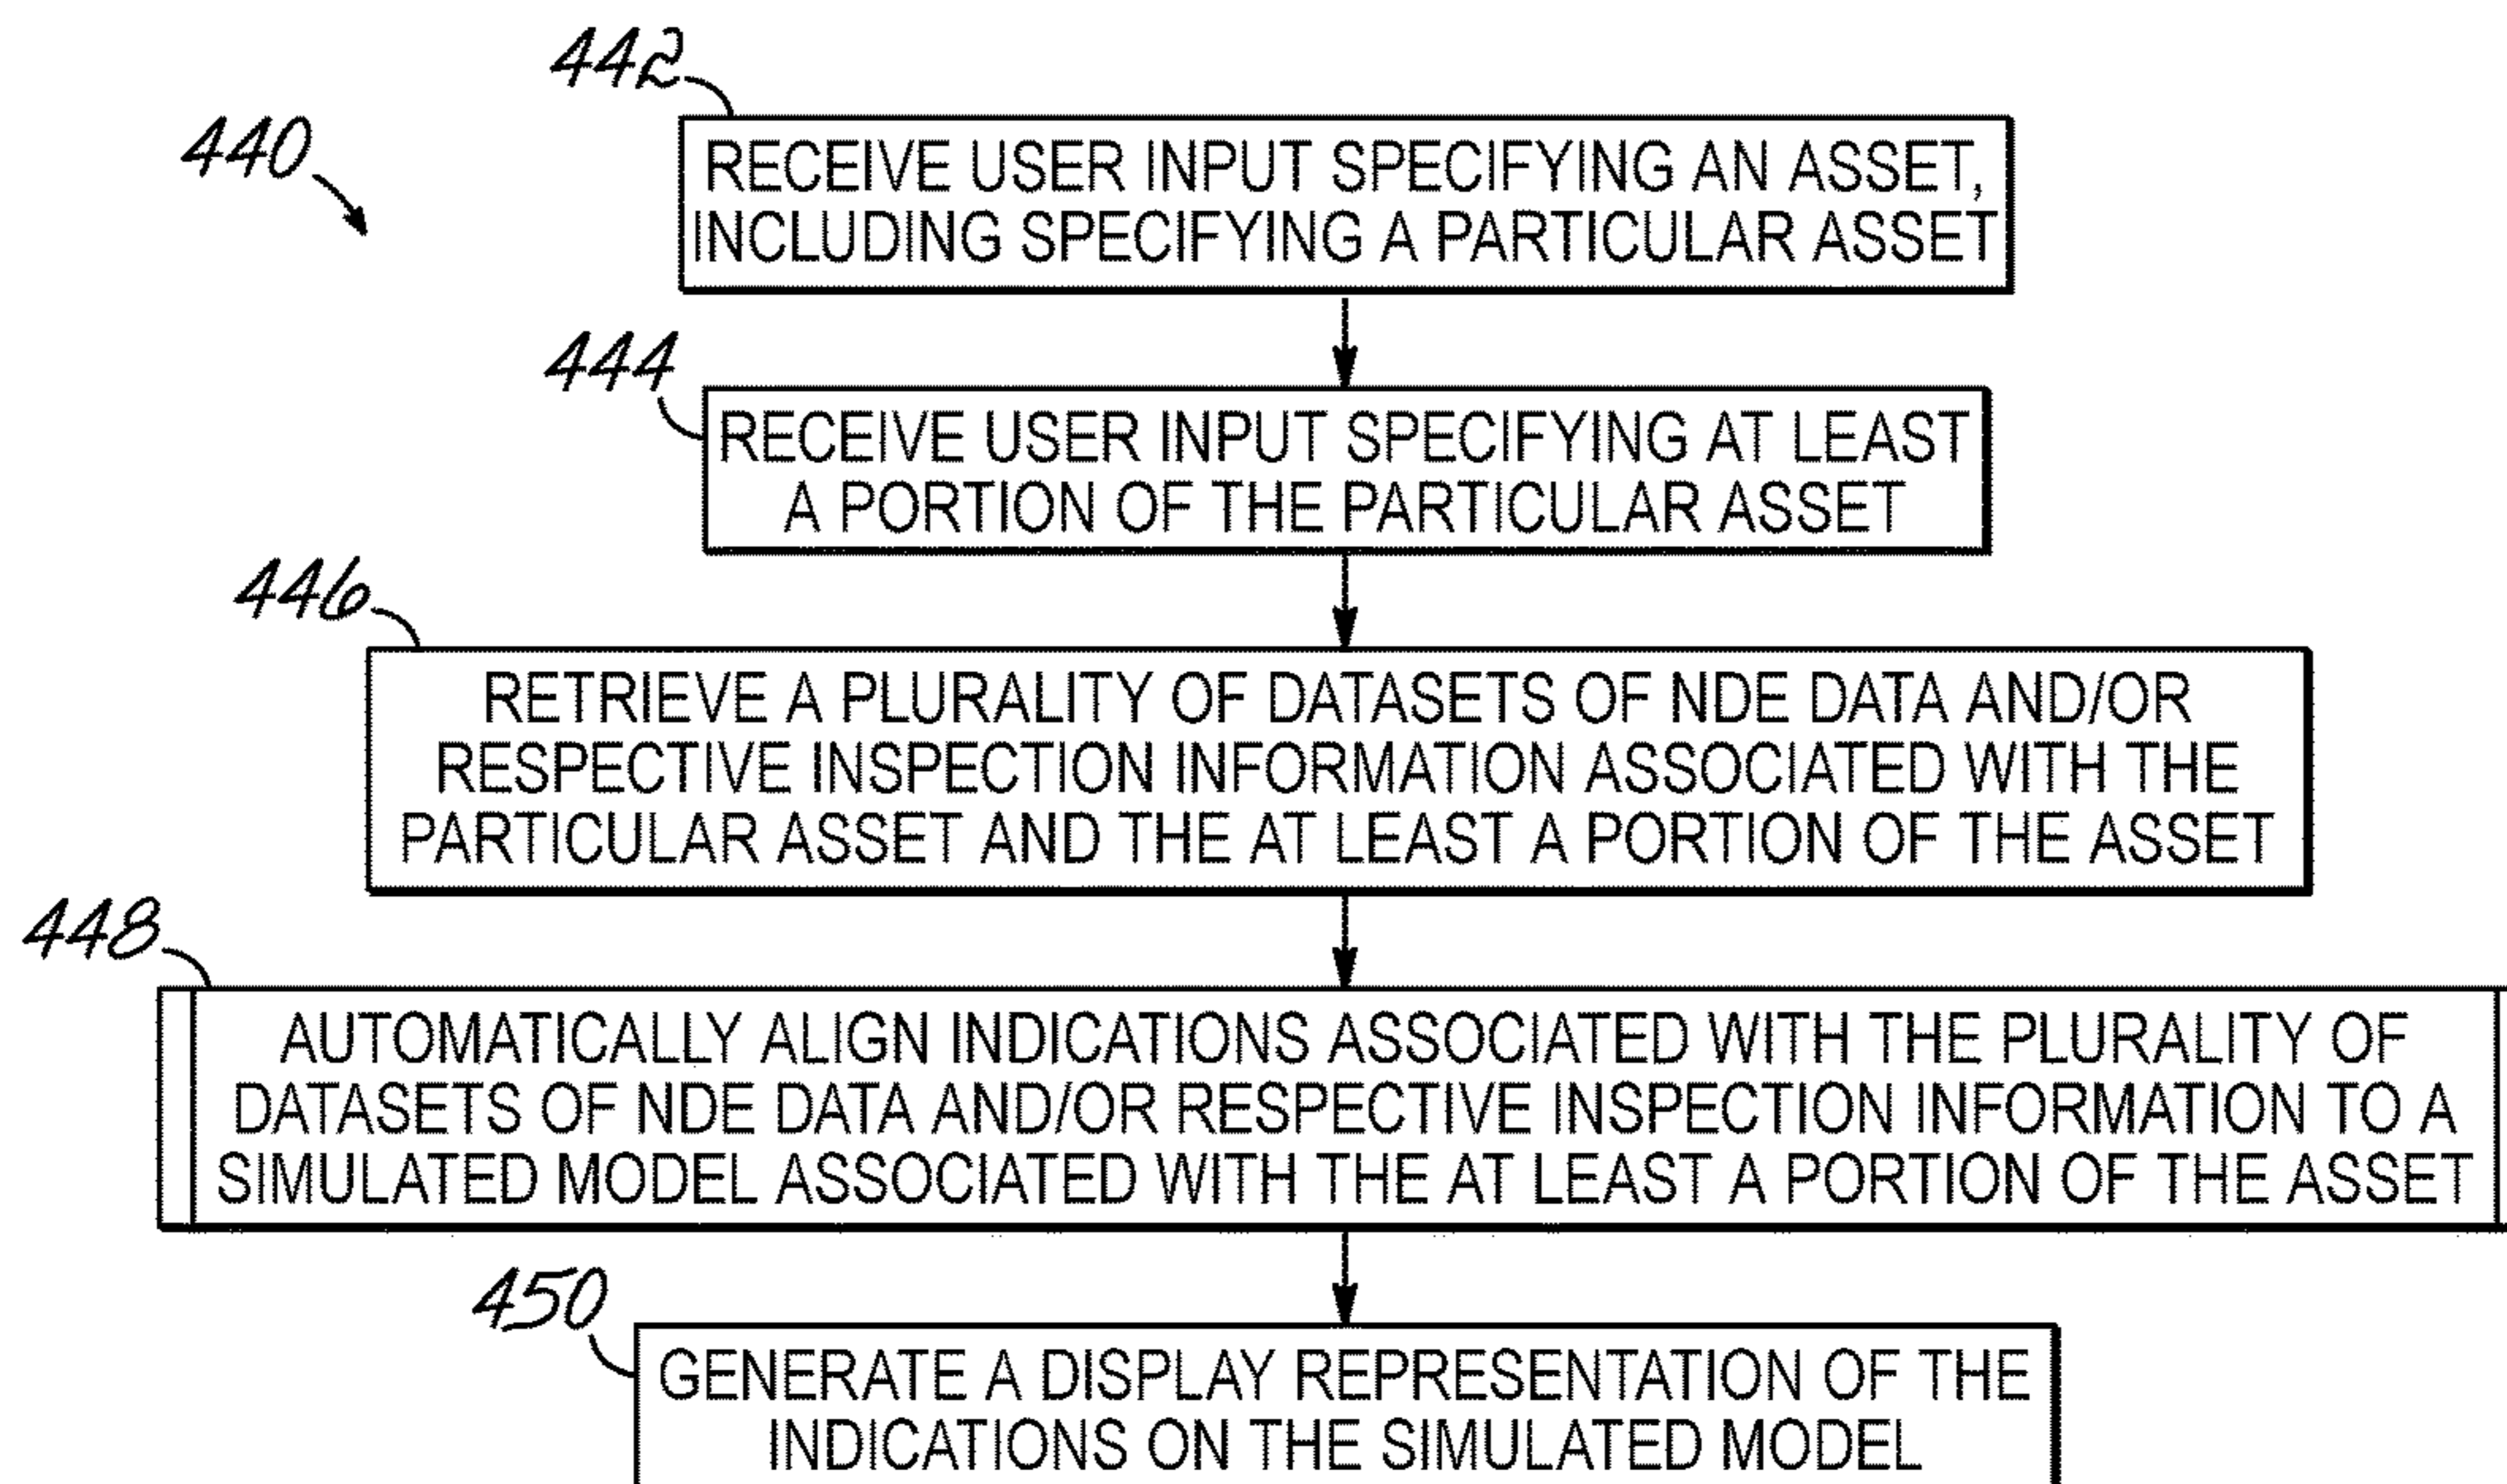 442
440
RECEIVE USER INPUT SPECIFYING AN ASSET,
INCLUDING SPECIFYING A PARTICULAR ASSET
444
RECEIVE USER INPUT SPECIFYING AT LEAST
A PORTION OF THE PARTICULAR ASSET
446
RETRIEVE A PLURALITY OF DATASETS OF NDE DATA AND/OR
RESPECTIVE INSPECTION INFORMATION ASSOCIATED WITH THE
PARTICULAR ASSET AND THE AT LEAST A PORTION OF THE ASSET
448
AUTOMATICALLY ALIGN INDICATIONS ASSOCIATED WITH THE PLURALITY OF
DATASETS OF NDE DATA AND/OR RESPECTIVE INSPECTION INFORMATION TO A
SIMULATED MODEL ASSOCIATED WITH THE AT LEAST A PORTION OF THE ASSET
450
GENERATE A DISPLAY REPRESENTATION OF THE
INDICATIONS ON THE SIMULATED MODEL